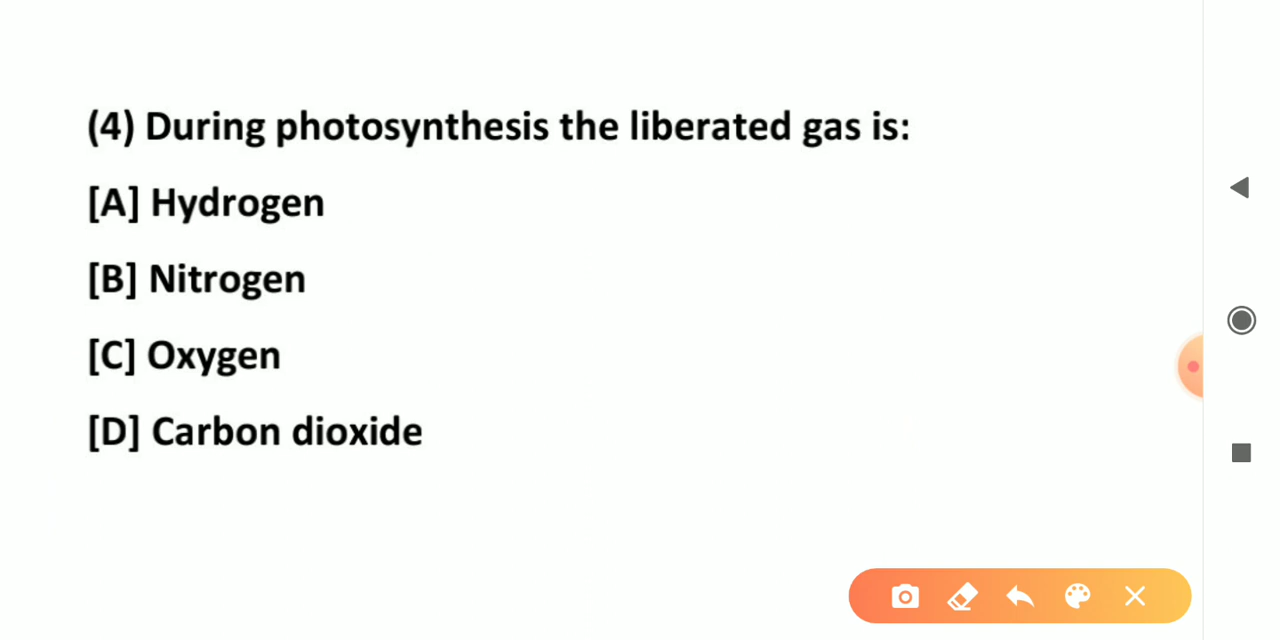 (4) During photosynthesis the liberated gas is:
[A] Hydrogen
[B] Nitrogen
[C] Oxygen
[D] Carbon dioxide